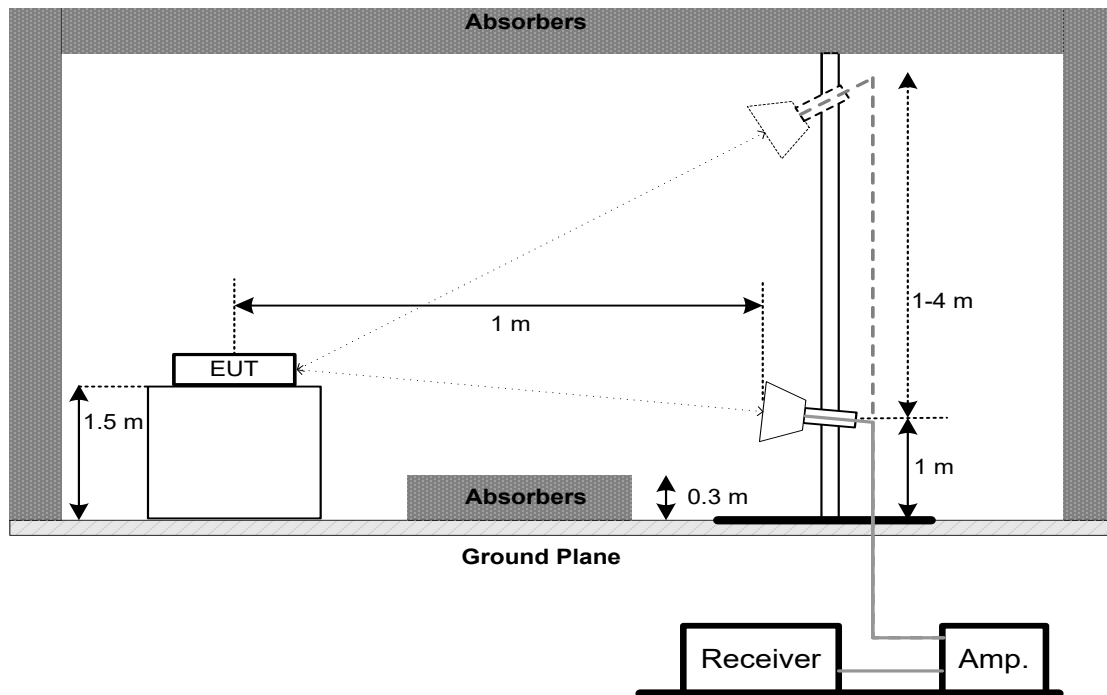 Absorbers
1-4 m
1 m
EUT
1.5 m
1 m
Absorbers
0.3 m
Ground Plane
Receiver
Amp.